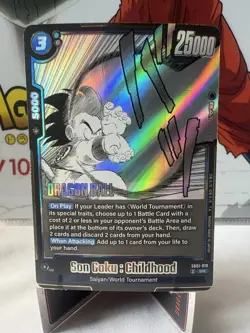 3
25000
5000
DRAGON BALL
On Play If your Leader has {World Tournament} in
its special traits, choose up to 1 Battle Card with a
cost of 2 or less in your opponent's Battle Area and
place it at the bottom of its owner's deck. Then, draw
2 cards and discard 2 cards from your hand.
When Attacking Add up to 1 card from your life to
your hand.
Son Goku : Childhood
Saiyan/World Tournament